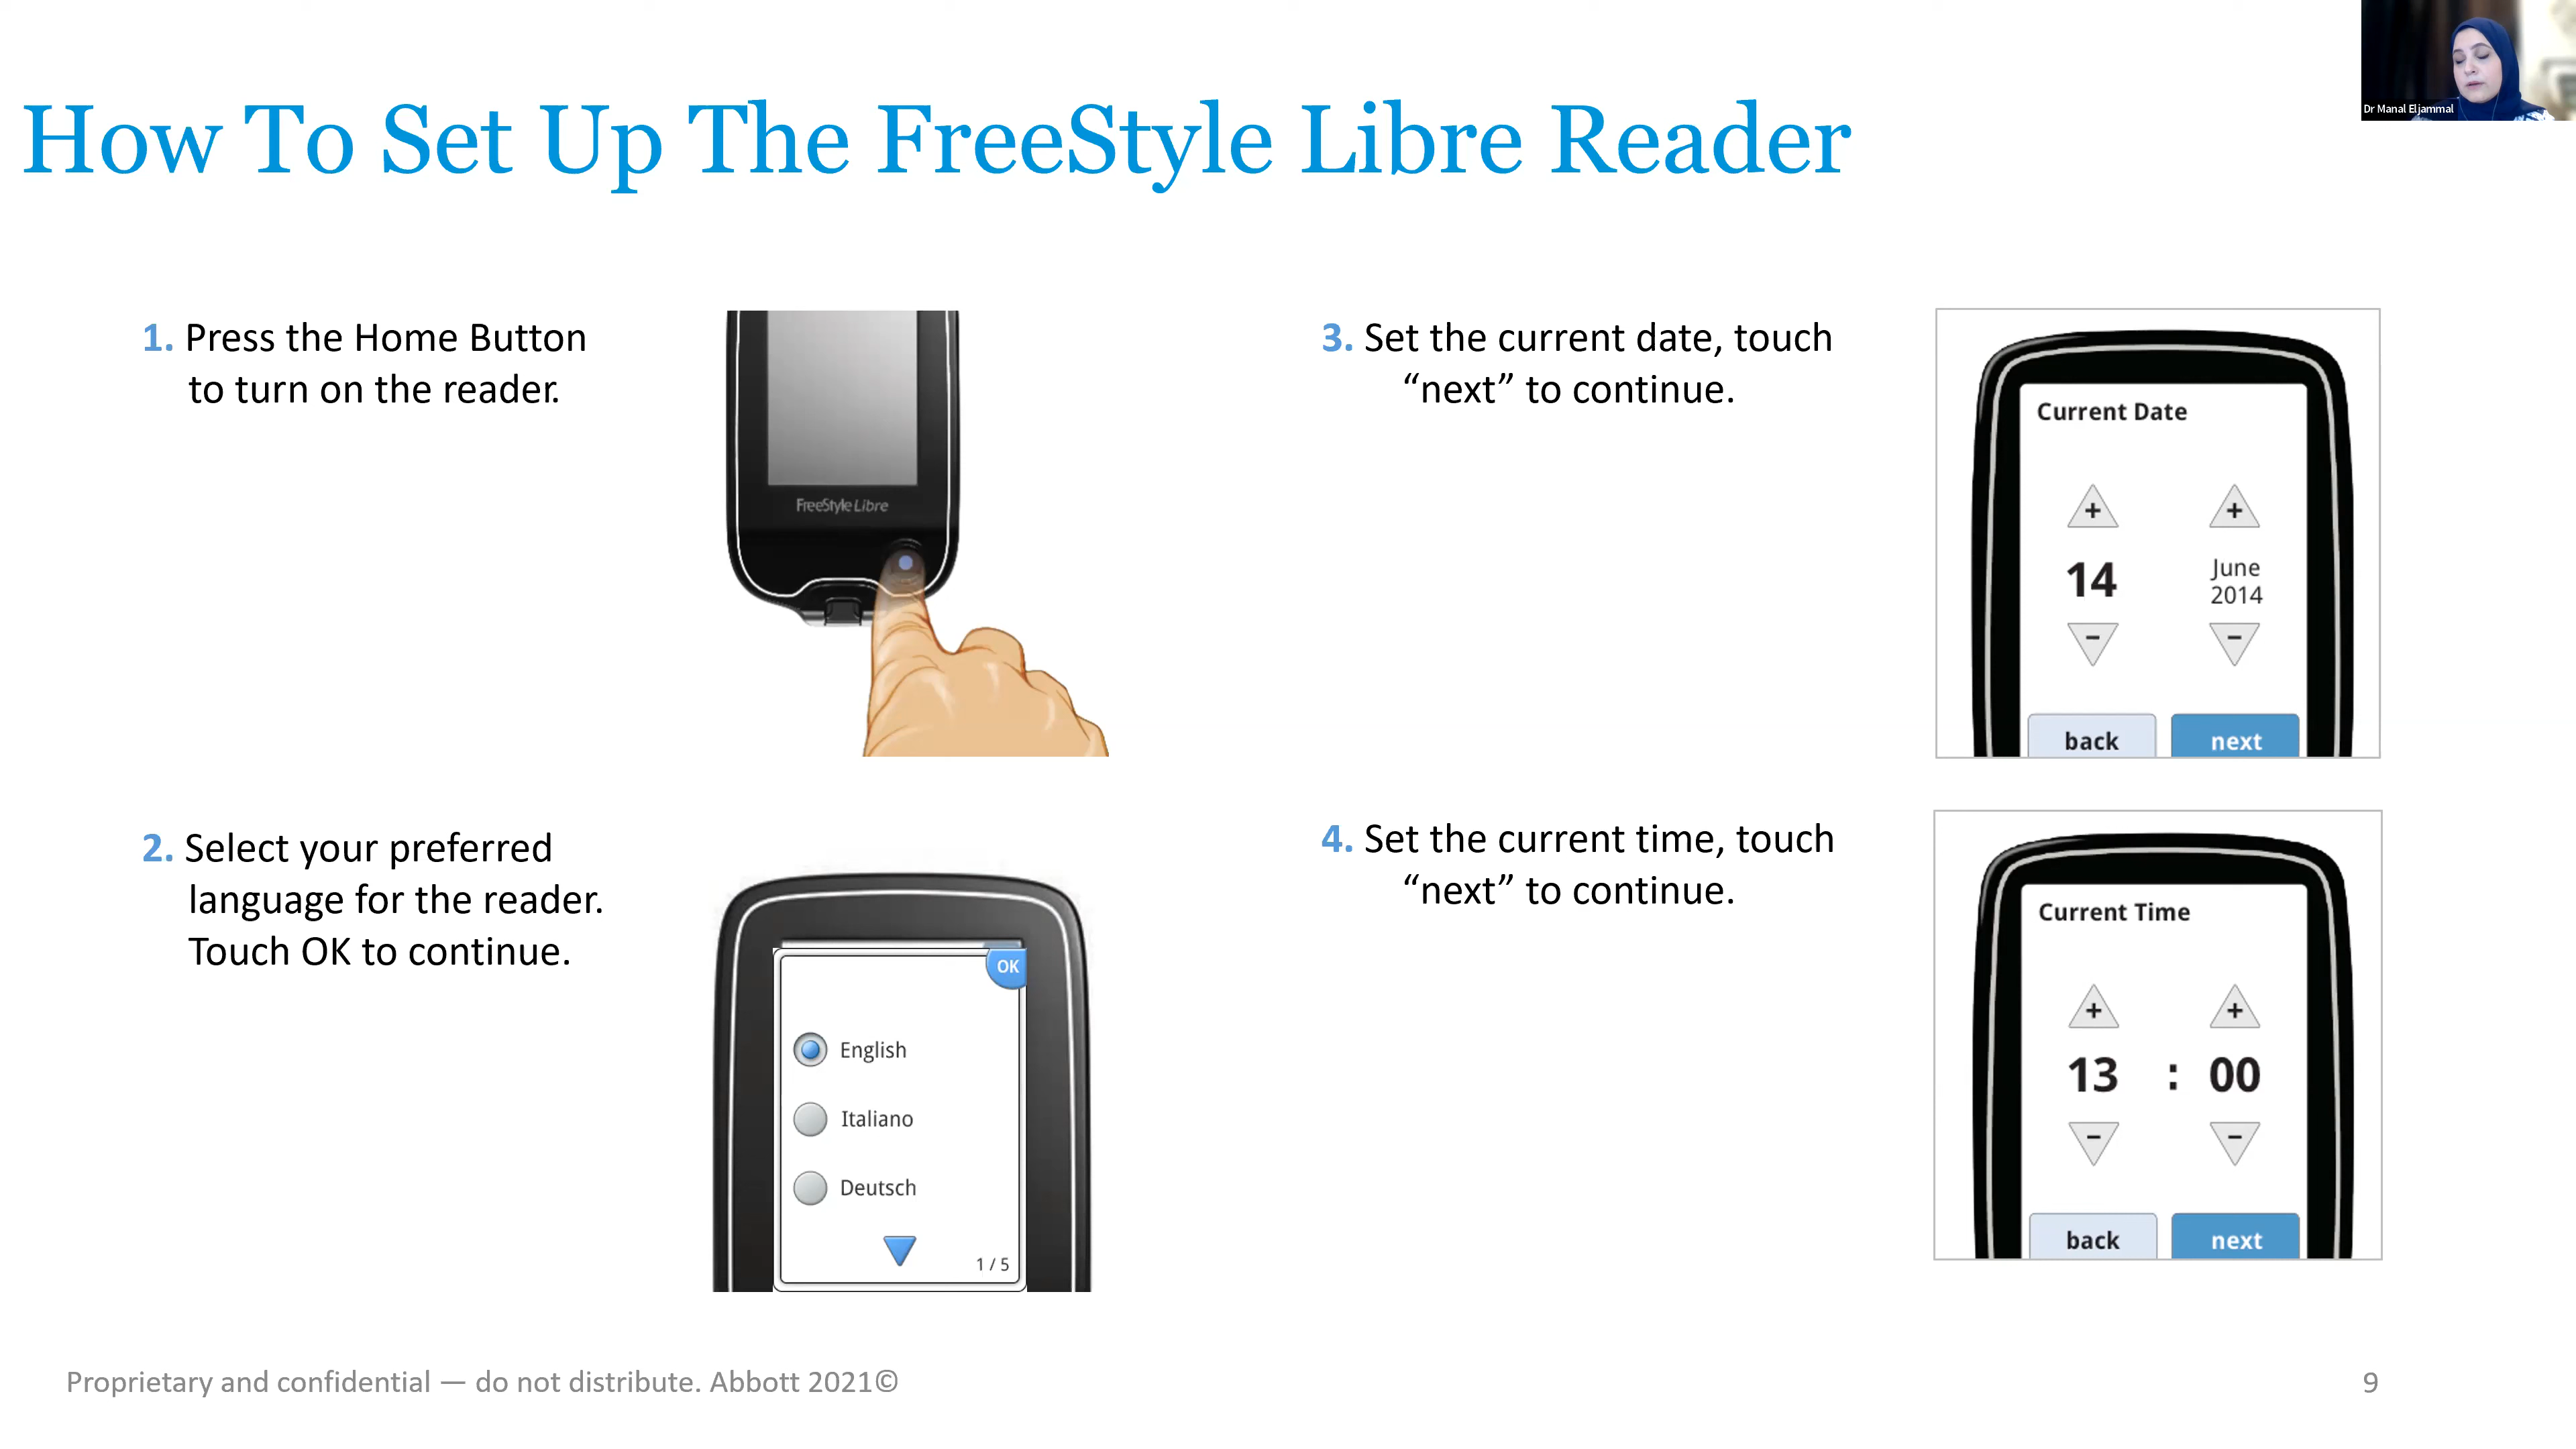 Dr Manal Eljammal
How To Set Up The FreeStyle Libre Reader
1. Press the Home Button
to turn on the reader.
FreeStyle Libre
2. Select your preferred
language for the reader.
Touch OK to continue.
OK
English
Italiano
Deutsch
1 / 5
3. Set the current date, touch
“next” to continue.
Current Date
+ +
14 June
2014
− −
back next
4. Set the current time, touch
“next” to continue.
Current Time
+ +
13 : 00
− −
back next
Proprietary and confidential — do not distribute. Abbott 2021©
9